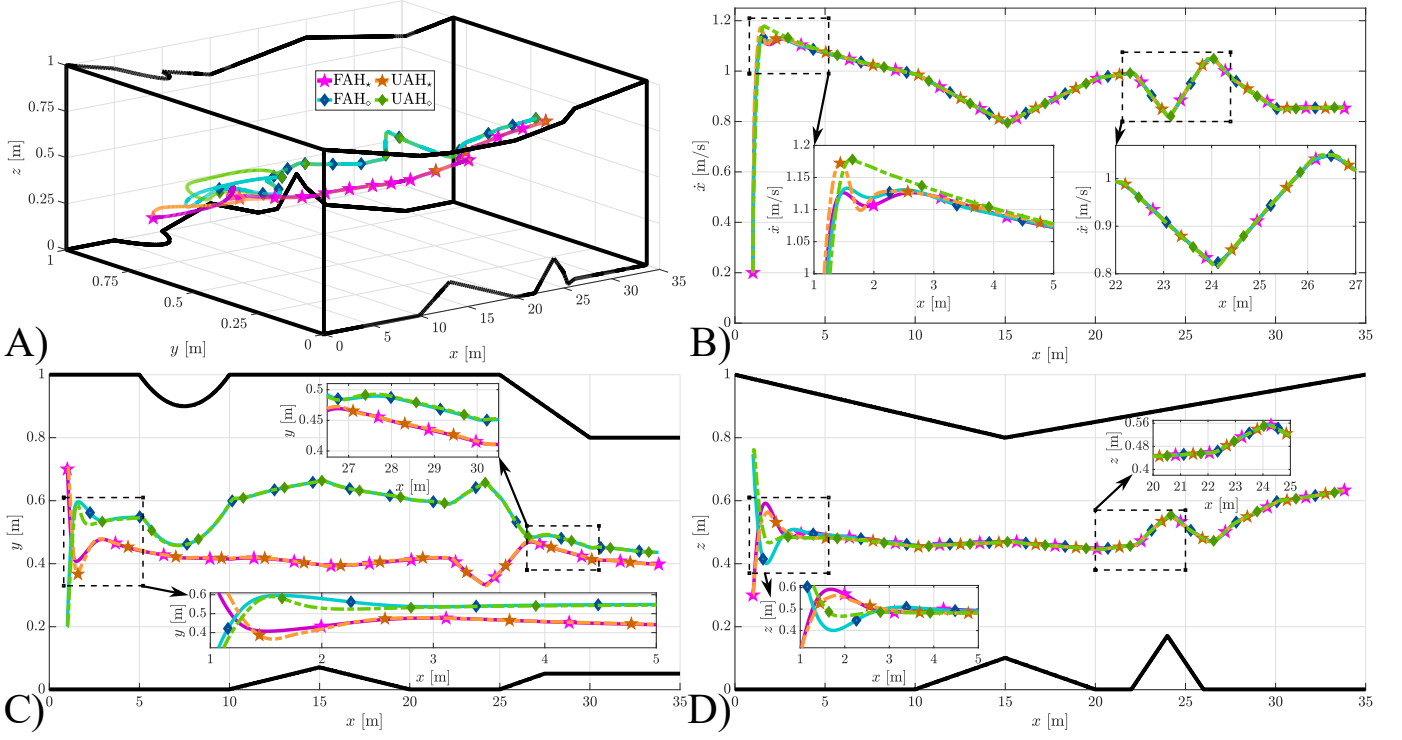 1
0.75
0.5
0.25
0
z [m]
1
0.75
0.5
0.25
0
y [m]
0
5
10
15
20
25
30
35
x [m]
FAH⋆ UAH⋆
FAH⋄ UAH⋄
A)
1.2
1
0.8
0.6
0.4
0.2
0
ẋ [m/s]
0 5 10 15 20 25 30 35
x [m]
1.2
1.15
1.1
1.05
1
ẋ [m/s]
1 2 3 4 5
x [m]
1
0.9
0.8
ẋ [m/s]
22 23 24 25 26 27
x [m]
B)
1
0.8
0.6
0.4
0.2
0
y [m]
0 5 10 15 20 25 30 35
x [m]
0.5
0.45
0.4
y [m]
27 28 29 30
x [m]
0.6
0.5
0.4
y [m]
1 2 3 4 5
x [m]
C)
1
0.8
0.6
0.4
0.2
0
z [m]
0 5 10 15 20 25 30 35
x [m]
0.56
0.48
0.4
z [m]
20 21 22 23 24 25
x [m]
0.6
0.5
0.4
z [m]
1 2 3 4 5
x [m]
D)